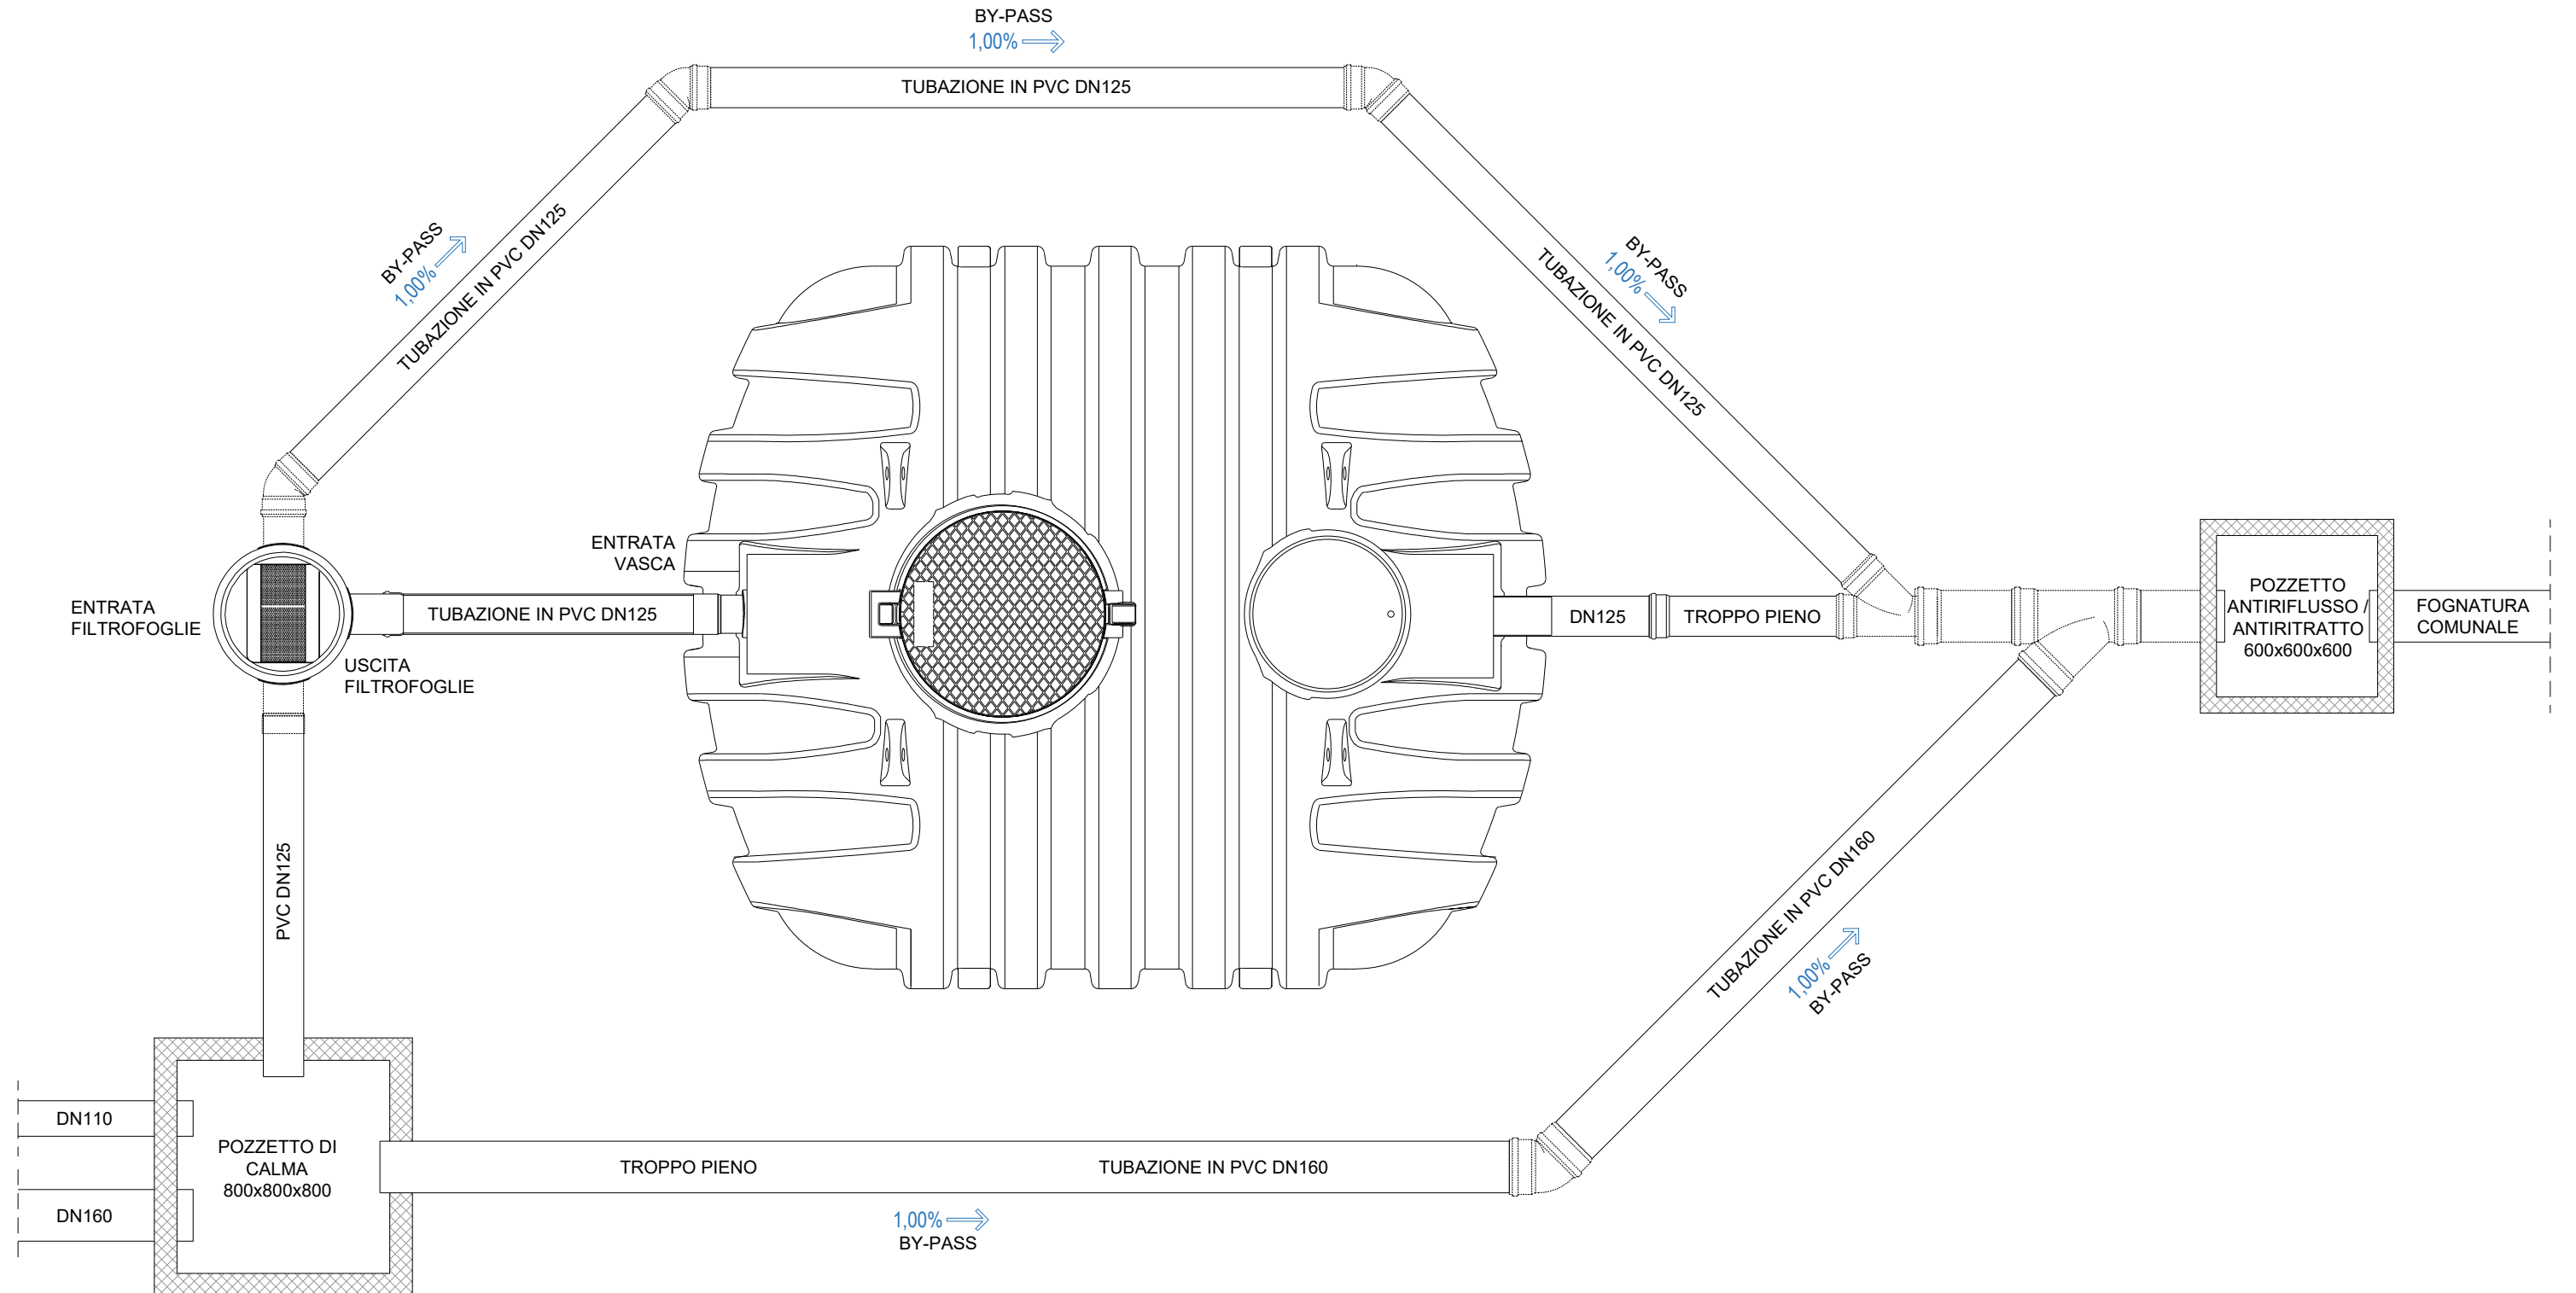 BY-PASS
1,00%
TUBAZIONE IN PVC DN125
BY-PASS
1,00%
TUBAZIONE IN PVC DN125
BY-PASS
1,00%
TUBAZIONE IN PVC DN125
ENTRATA
VASCA
ENTRATA
FILTROFOGLIE
TUBAZIONE IN PVC DN125
USCITA
FILTROFOGLIE
DN125
TROPPO PIENO
POZZETTO
ANTIRIFLUSSO /
ANTIRITRATTO
600x600x600
FOGNATURA
COMUNALE
PVC DN125
TUBAZIONE IN PVC DN160
1,00%
BY-PASS
DN110
DN160
POZZETTO DI
CALMA
800x800x800
TROPPO PIENO
TUBAZIONE IN PVC DN160
1,00%
BY-PASS